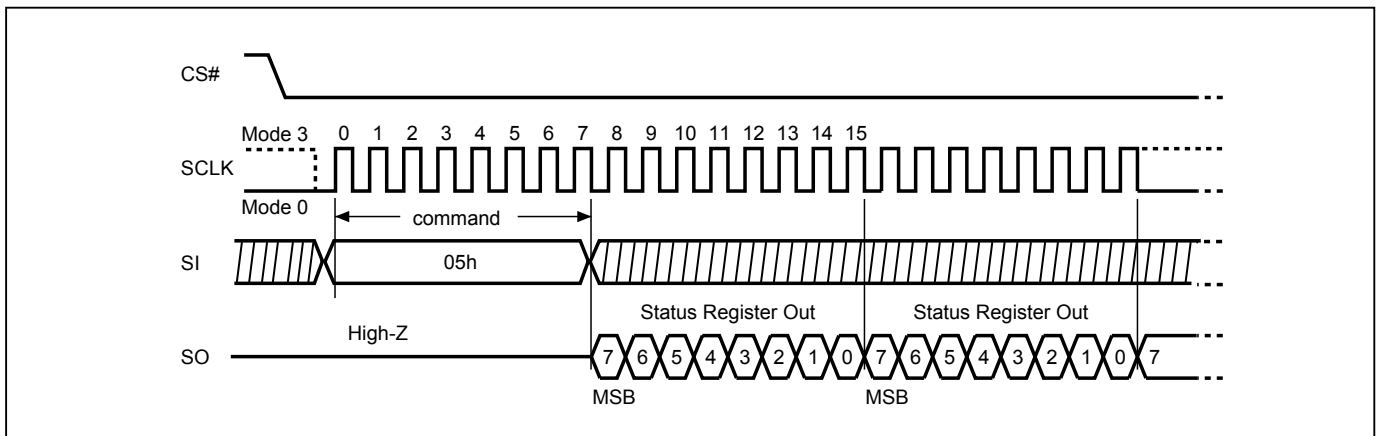 CS#
Mode 3 0 1 2 3 4 5 6 7 8 9 10 11 12 13 14 15
SCLK
Mode 0
command
SI 05h
Status Register Out Status Register Out
High-Z
SO 7 6 5 4 3 2 1 0 7 6 5 4 3 2 1 0 7
MSB MSB